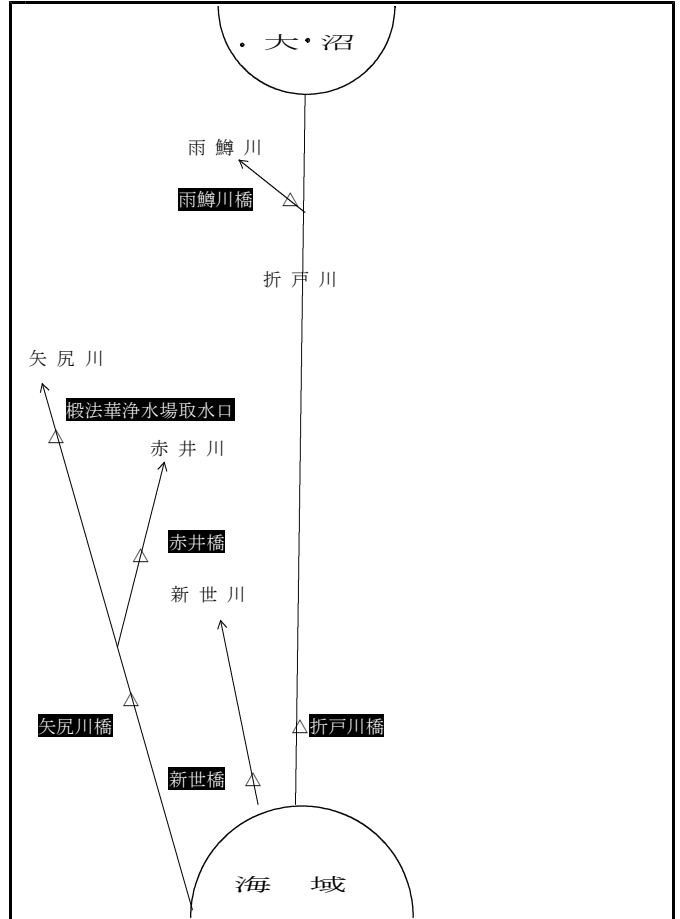 ・大・沼
雨鱒川
雨鱒川橋
折戸川
矢尻川
椴法華浄水場取水口
赤井川
赤井橋
新世川
矢尻川橋
折戸川橋
新世橋
海域